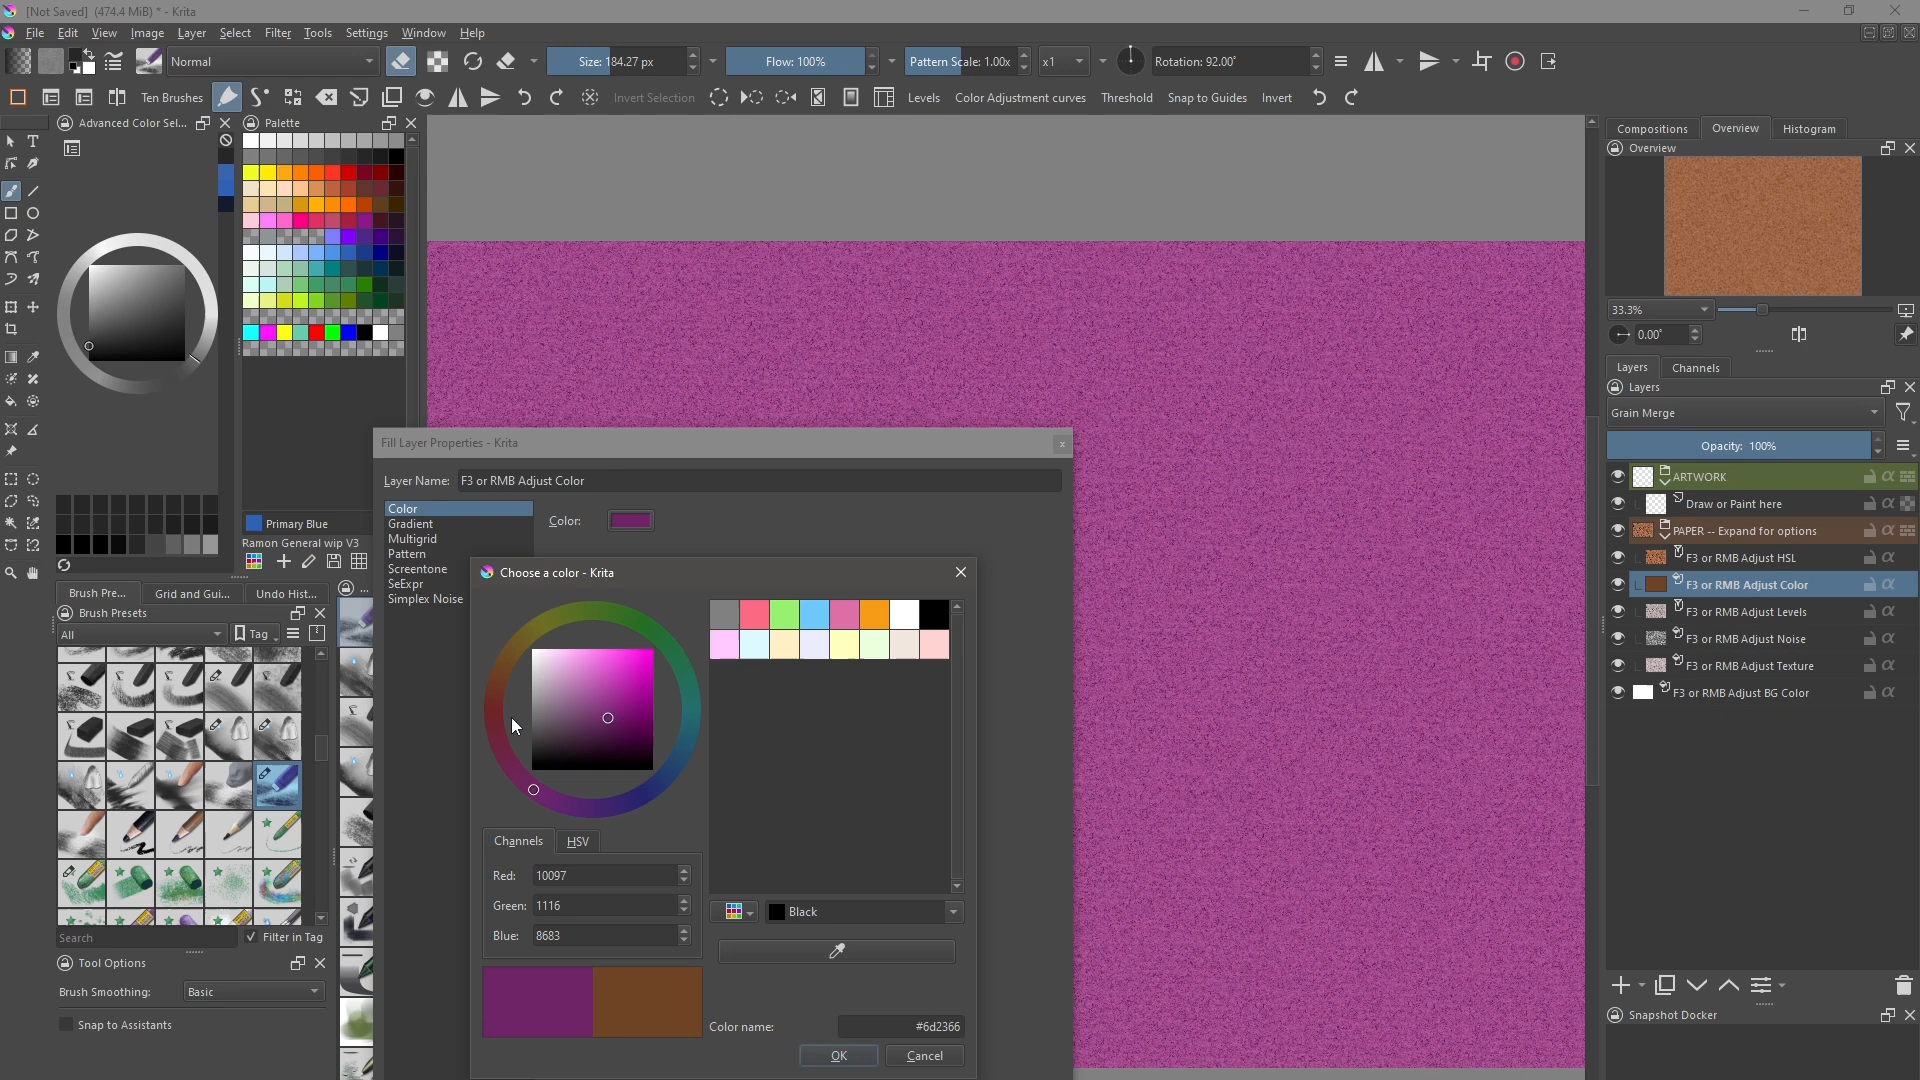 [Not Saved] (474.4 MiB) * - Krita
File Edit View Image Layer Select Filter Tools Settings Window Help
Normal
Size: 184.27 px
Flow: 100%
Pattern Scale: 1.00x
x1
Rotation: 92.00°
Ten Brushes
Invert Selection
Levels
Color Adjustment curves
Threshold
Snap to Guides
Invert
Advanced Color Sel...
Palette
Primary Blue
Ramon General wip V3
Brush Pre...
Grid and Gui...
Undo Hist...
...
Brush Presets
All
Tag
Search
Filter in Tag
Tool Options
Brush Smoothing:
Basic
Snap to Assistants
Fill Layer Properties - Krita
x
Layer Name: F3 or RMB Adjust Color
Color
Gradient
Multigrid
Pattern
Screentone
SeExpr
Simplex Noise
Color:
Choose a color - Krita
Channels
HSV
Red: 10097
Green: 1116
Blue: 8683
Black
Color name:
#6d2366
OK
Cancel
Compositions
Overview
Histogram
Overview
33.3%
0.00°
Layers
Channels
Layers
Grain Merge
Opacity: 100%
ARTWORK
Draw or Paint here
PAPER -- Expand for options
F3 or RMB Adjust HSL
F3 or RMB Adjust Color
F3 or RMB Adjust Levels
F3 or RMB Adjust Noise
F3 or RMB Adjust Texture
F3 or RMB Adjust BG Color
Snapshot Docker